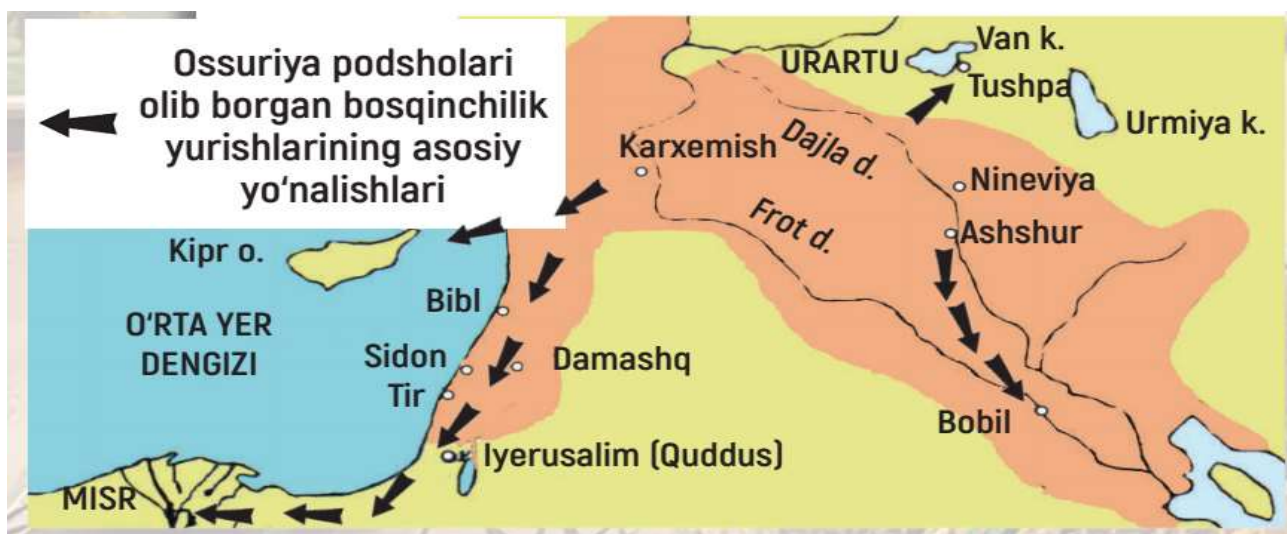 Ossuriya podsholari
olib borgan bosqinchilik
yurishlarining asosiy
yo‘nalishlari
URARTU
Van k.
Tushpa
Urmiya k.
Karxemish
Dajla d.
Nineviya
Frot d.
Ashshur
Kipr o.
Bibl
O‘RTA YER
DENGIZI
Sidon
Damashq
Tir
Bobil
Iyerusalim (Quddus)
MISR